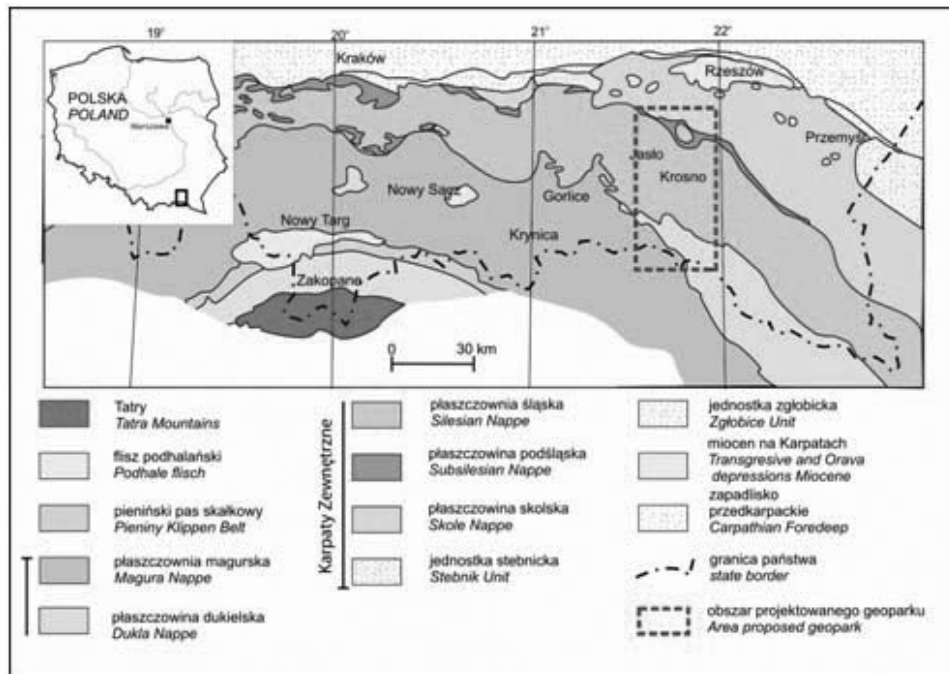 19°
20°
21°
22°
Kraków
Rzeszów
POLSKA
POLAND
Warszawa
Przemyśl
Jasło
Krosno
Nowy Sącz
Gorlice
Nowy Targ
Krynica
Zakopane
0 30 km
Tatry
Tatra Mountains
flisz podhalański
Podhale flisch
pieniński pas skałkowy
Pieniny Klippen Belt
płaszczownia magurska
Magura Nappe
płaszczowina dukielska
Dukla Nappe
Karpaty Zewnętrzne
płaszczownia śląska
Silesian Nappe
płaszczowina podśląska
Subsilesian Nappe
płaszczowina skolska
Skole Nappe
jednostka stebnicka
Stebnik Unit
jednostka zgłobicka
Zgłobice Unit
miocen na Karpatach
Transgresive and Orava
depressions Miocene
zapadlisko
przedkarpackie
Carpathian Foredeep
granica państwa
state border
obszar projektowanego geoparku
Area proposed geopark